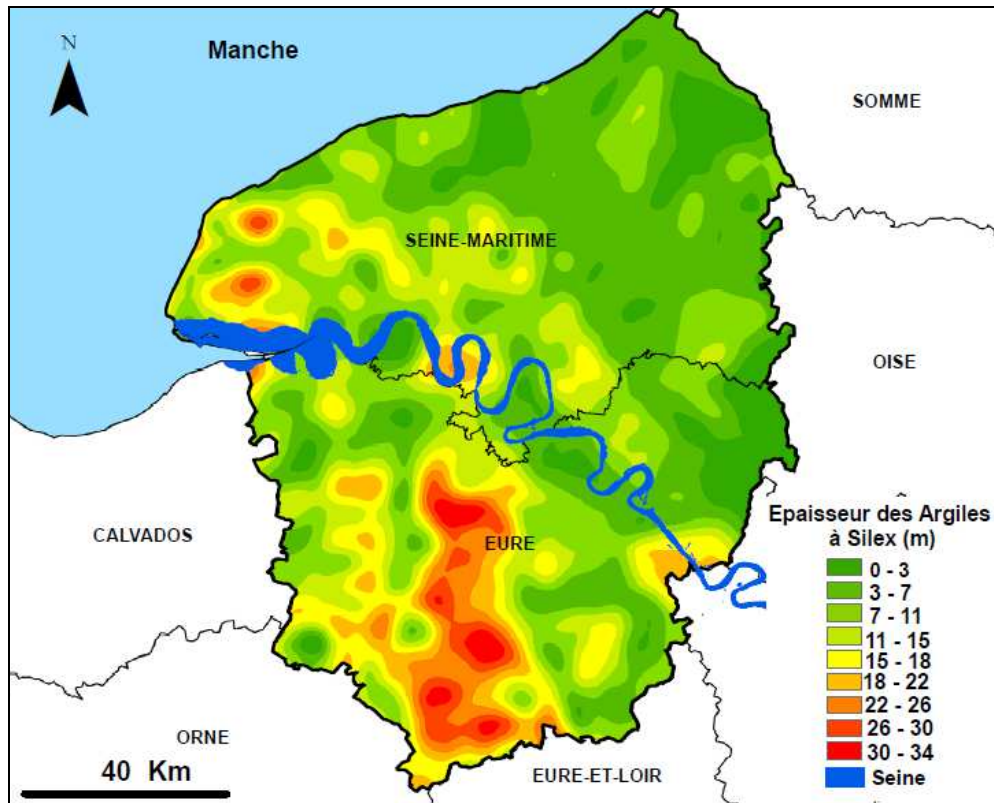 N
Manche
SOMME
SEINE-MARITIME
OISE
CALVADOS
EURE
ORNE
EURE-ET-LOIR
40 Km
Epaisseur des Argiles
à Silex (m)
0 - 3
3 - 7
7 - 11
11 - 15
15 - 18
18 - 22
22 - 26
26 - 30
30 - 34
Seine